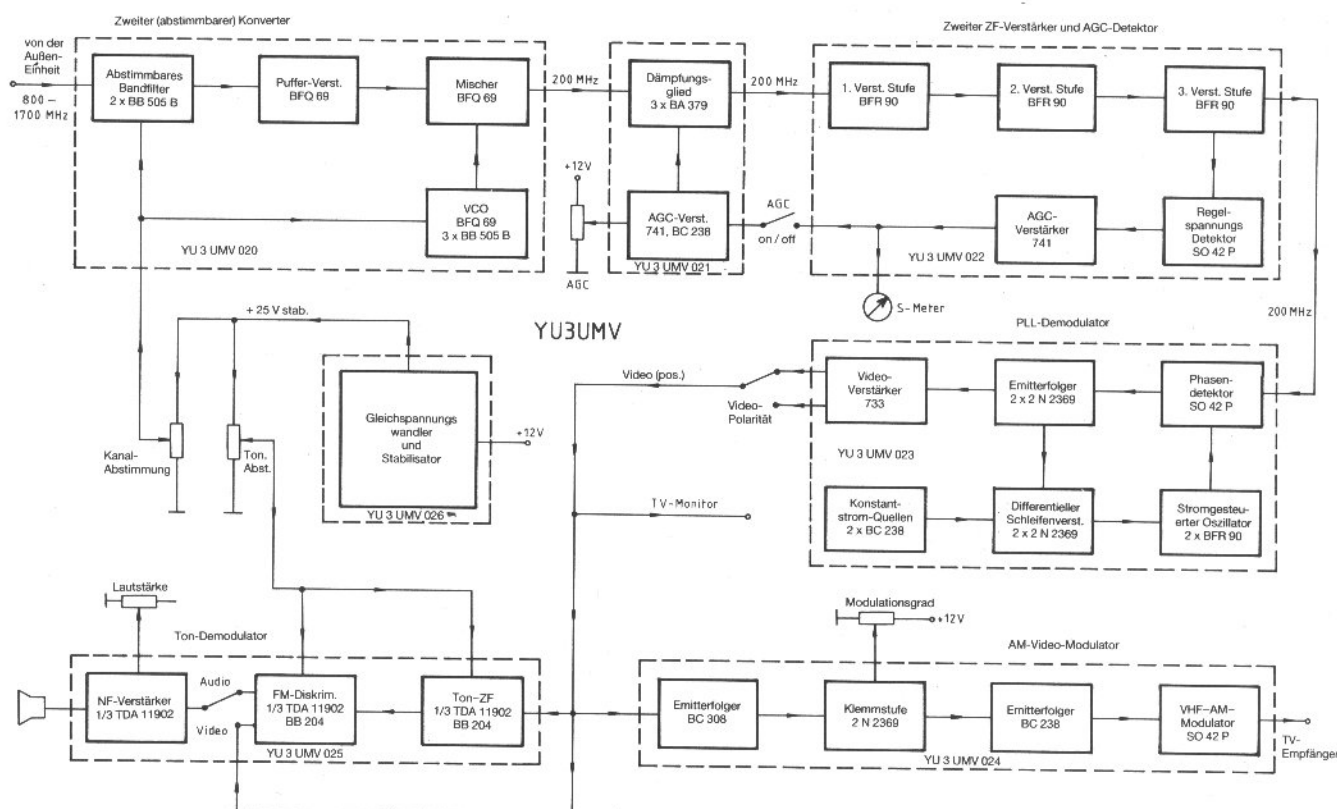 Zweiter (abstimmbarer) Konverter
Zweiter ZF-Verstärker und AGC-Detektor
von der
Außen-
Einheit
800 –
1700 MHz
Abstimmbares
Bandfilter
2 x BB 505 B
Puffer-Verst.
BFQ 69
Mischer
BFQ 69
200 MHz
Dämpfungs-
glied
3 x BA 379
200 MHz
1. Verst. Stufe
BFR 90
2. Verst. Stufe
BFR 90
3. Verst. Stufe
BFR 90
VCO
BFQ 69
3 x BB 505 B
YU 3 UMV 020
+12V
AGC
AGC-Verst.
741, BC 238
YU 3 UMV 021
AGC
on / off
AGC-
Verstärker
741
Regel-
spannungs
Detektor
SO 42 P
YU 3 UMV 022
S-Meter
200 MHz
+ 25 V stab.
YU3UMV
PLL-Demodulator
Gleichspannungs
wandler
und
Stabilisator
+12V
YU 3 UMV 026
Kanal-
Abstimmung
Ton.
Abst.
Video (pos.)
Video-
Polarität
Video-
Verstärker
733
Emitterfolger
2 x 2 N 2369
Phasen-
detektor
SO 42 P
YU 3 UMV 023
TV-Monitor
Konstant-
strom-Quellen
2 x BC 238
Differentieller
Schleifenverst.
2 x 2 N 2369
Stromgesteu-
erter Oszillator
2 x BFR 90
Lautstärke
Modulationsgrad
+12V
Ton-Demodulator
AM-Video-Modulator
NF-Verstärker
1/3 TDA 11902
Audio
Video
FM-Diskrim.
1/3 TDA 11902
BB 204
Ton-ZF
1/3 TDA 11902
BB 204
YU 3 UMV 025
Emitterfolger
BC 308
Klemmstufe
2 N 2369
Emitterfolger
BC 238
VHF-AM-
Modulator
SO 42 P
YU 3 UMV 024
TV-
Empfänger